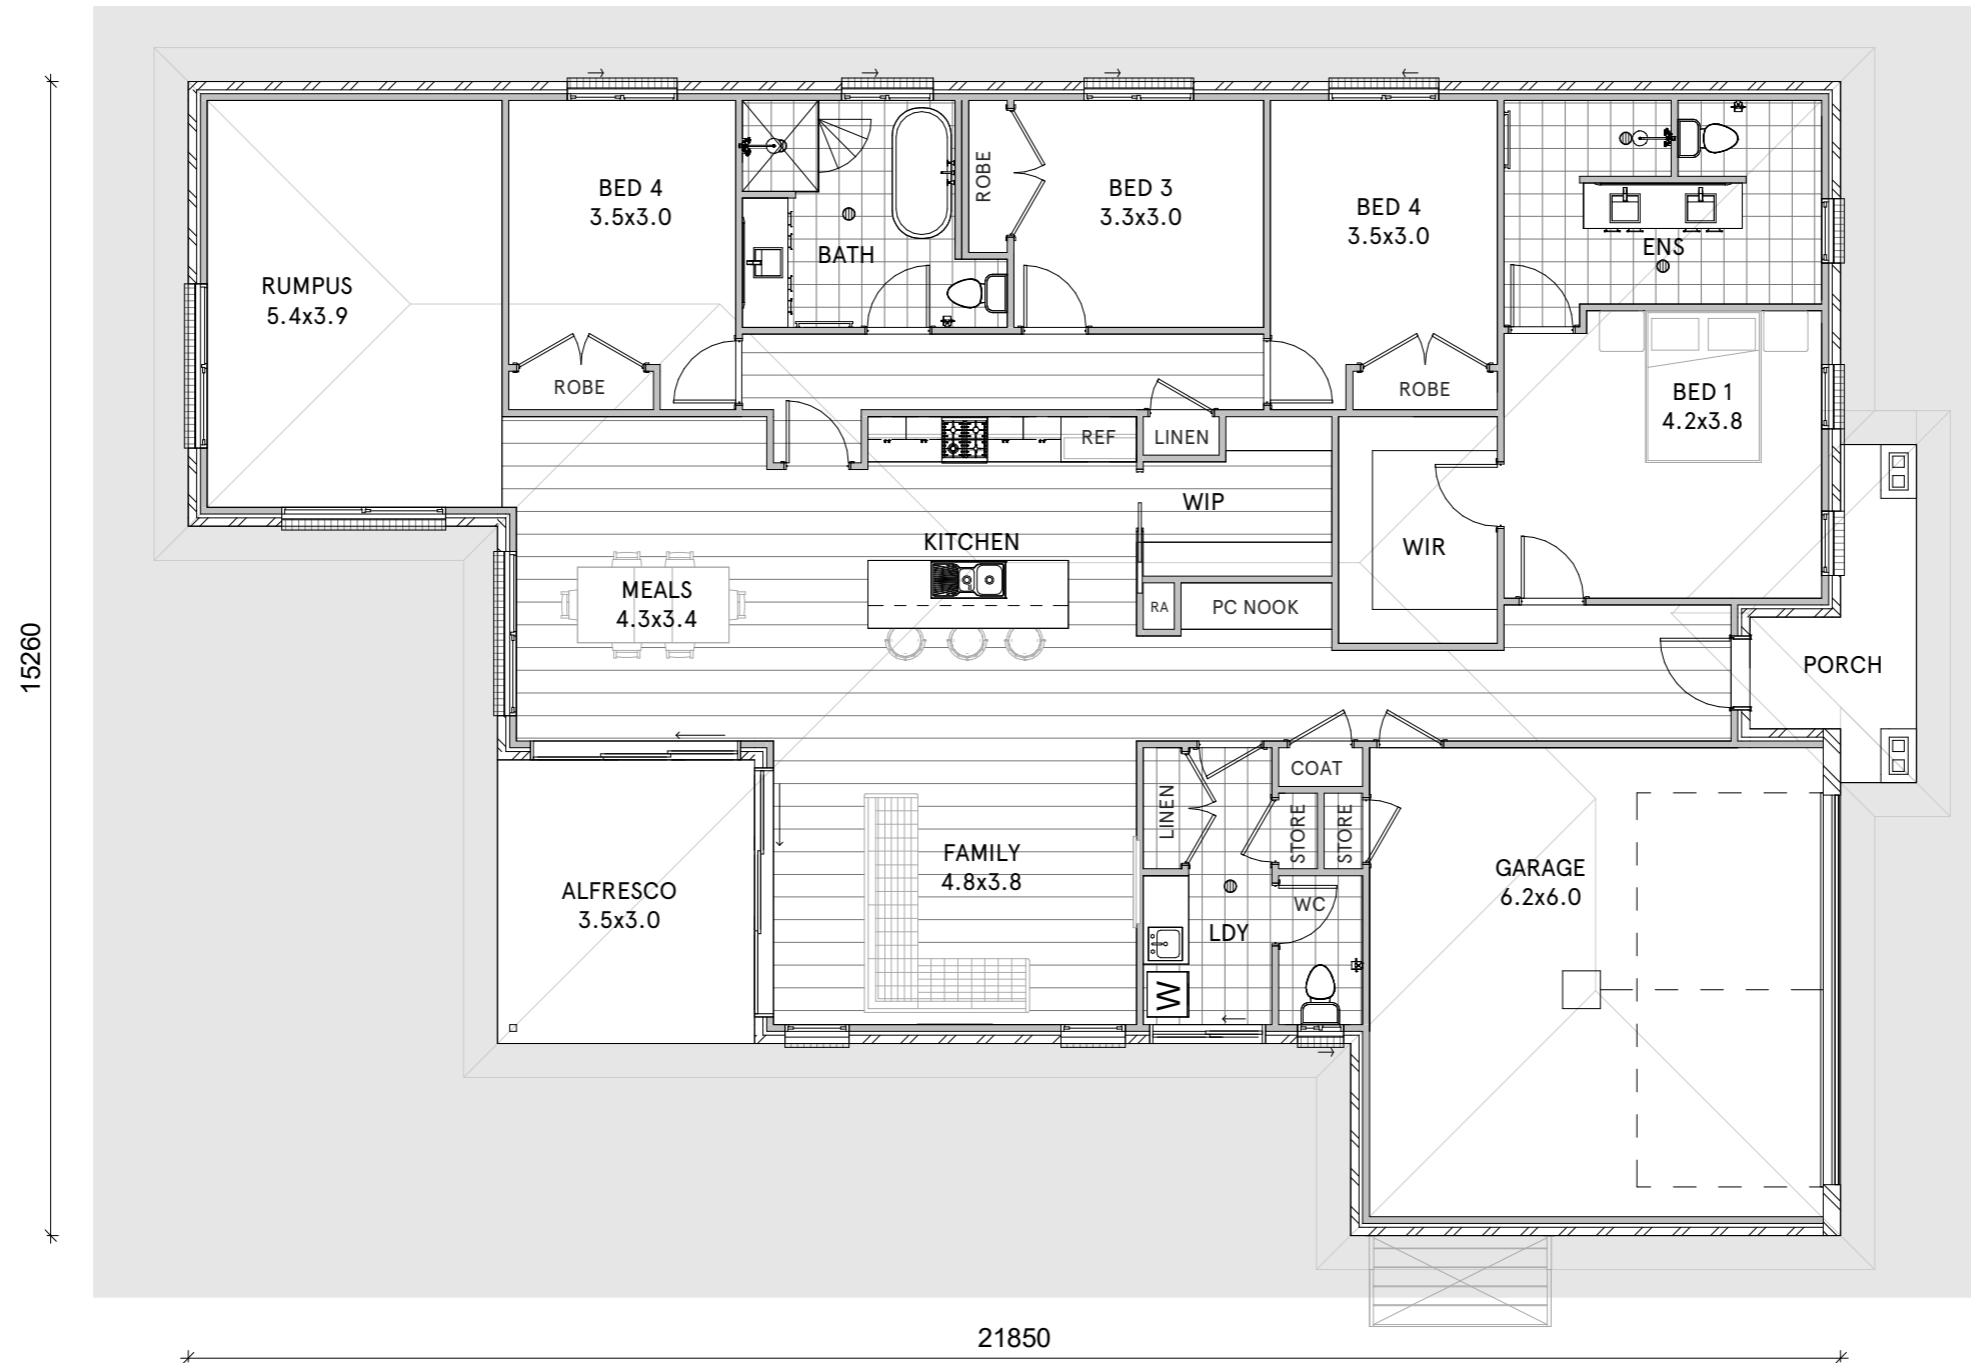 BED 4
3.5x3.0
BATH
ROBE
BED 3
3.3x3.0
BED 4
3.5x3.0
ENS
RUMPUS
5.4x3.9
ROBE
ROBE
BED 1
4.2x3.8
REF
LINEN
WIP
KITCHEN
WIR
MEALS
4.3x3.4
RA
PC NOOK
PORCH
15260
COAT
LINEN
STORE
STORE
FAMILY
4.8x3.8
GARAGE
6.2x6.0
ALFRESCO
3.5x3.0
WC
LDY
W
21850